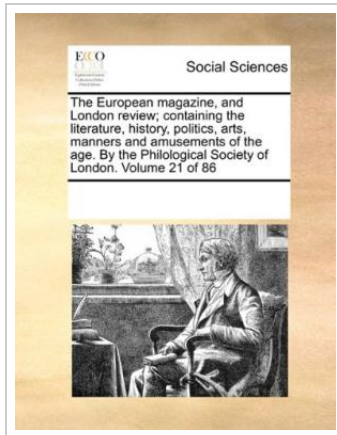 ECCO
Social Sciences
The European magazine, and
London review; containing the
literature, history, politics, arts,
manners and amusements of the
age. By the Philological Society of
London. Volume 21 of 86